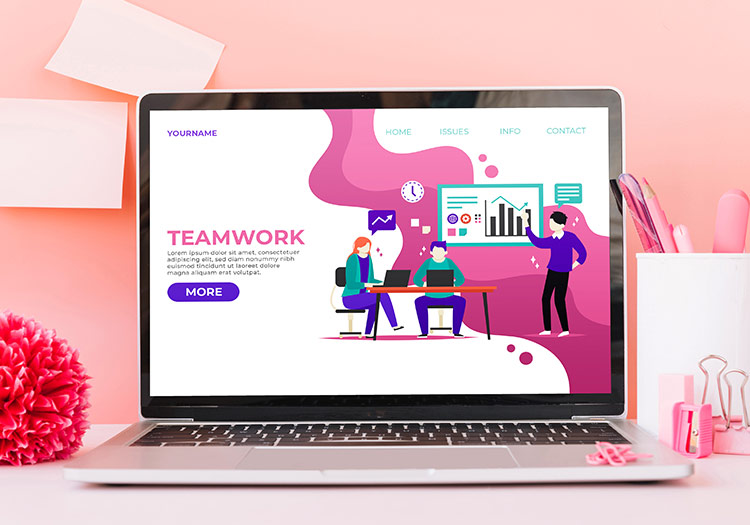 YOURNAME
HOME ISSUES INFO CONTACT
TEAMWORK
Lorem ipsum dolor sit amet, consectetuer
adipiscing elit, sed diam nonummy nibh
euismod tincidunt ut laoreet dolore magna
aliquam erat volutpat.
MORE